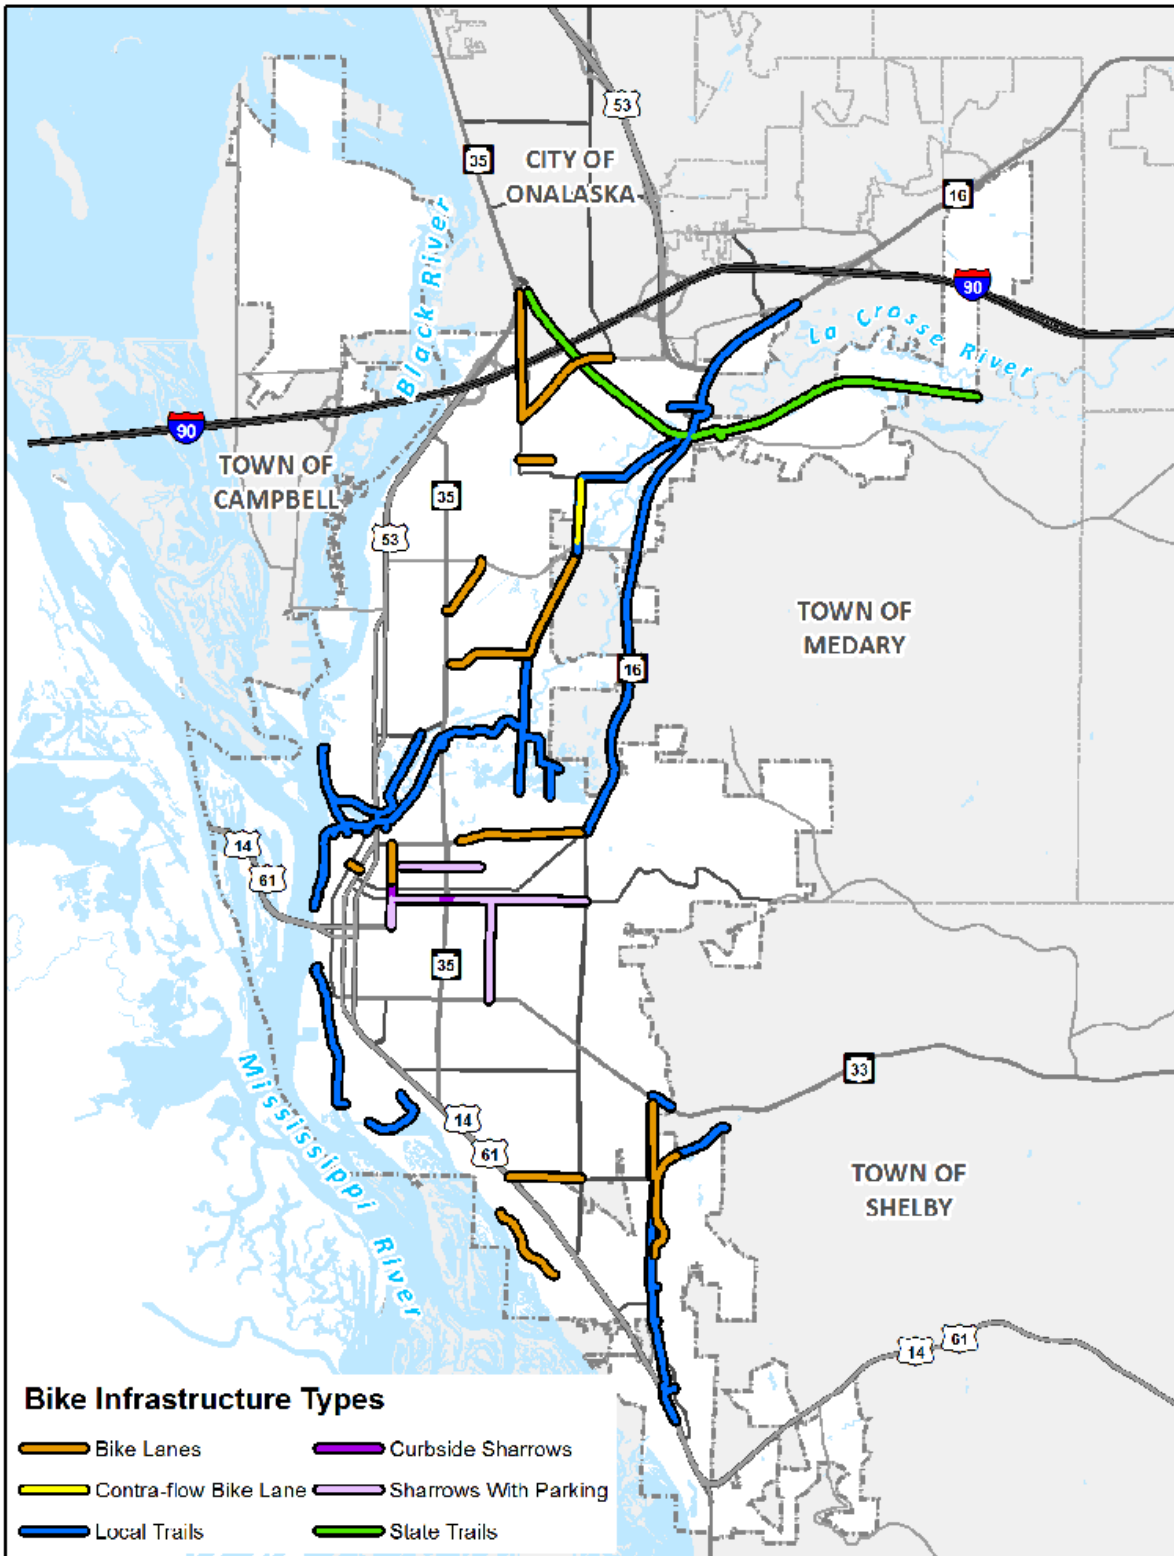 53
35
CITY OF
ONALASKA
16
Black River
90
La Crosse River
90
TOWN OF
CAMPBELL
35
53
TOWN OF
MEDARY
16
14
61
35
33
Mississippi River
14
61
TOWN OF
SHELBY
14
61
Bike Infrastructure Types
Bike Lanes
Curbside Sharrows
Contra-flow Bike Lane
Sharrows With Parking
Local Trails
State Trails